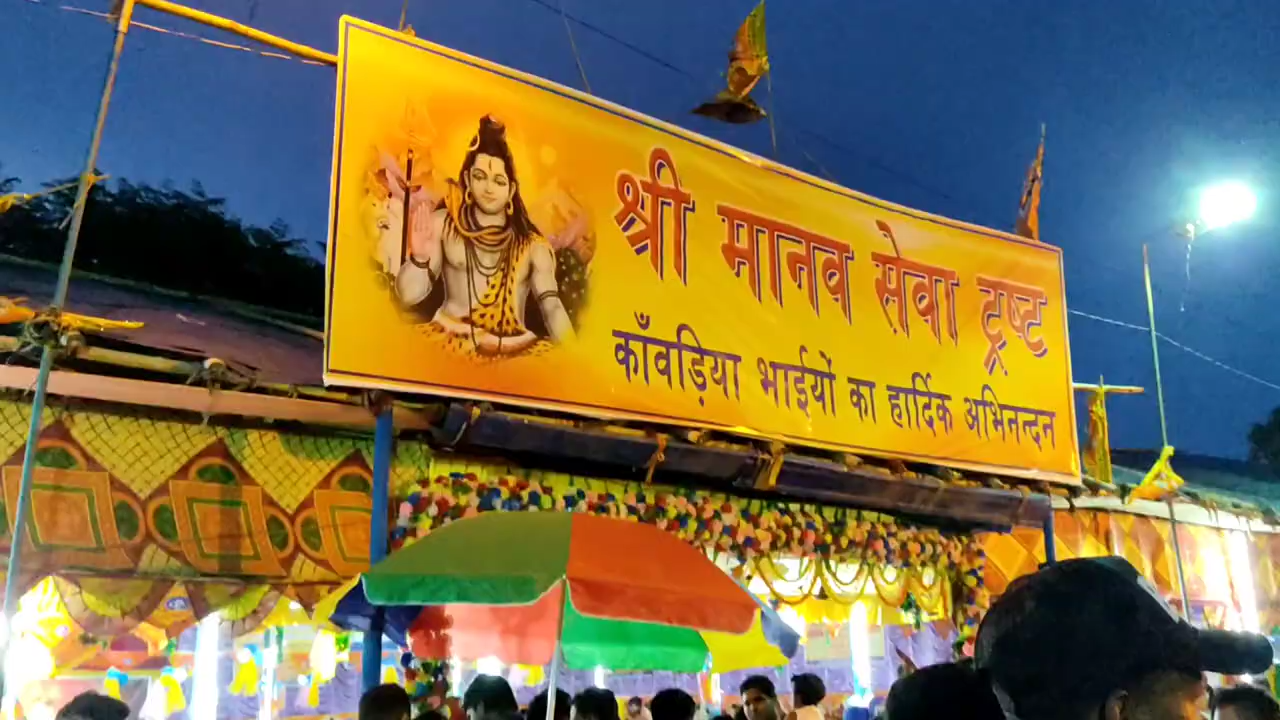 श्री मानव सेवा ट्रष्ट
काँवड़िया भाईयों का हार्दिक अभिनन्दन